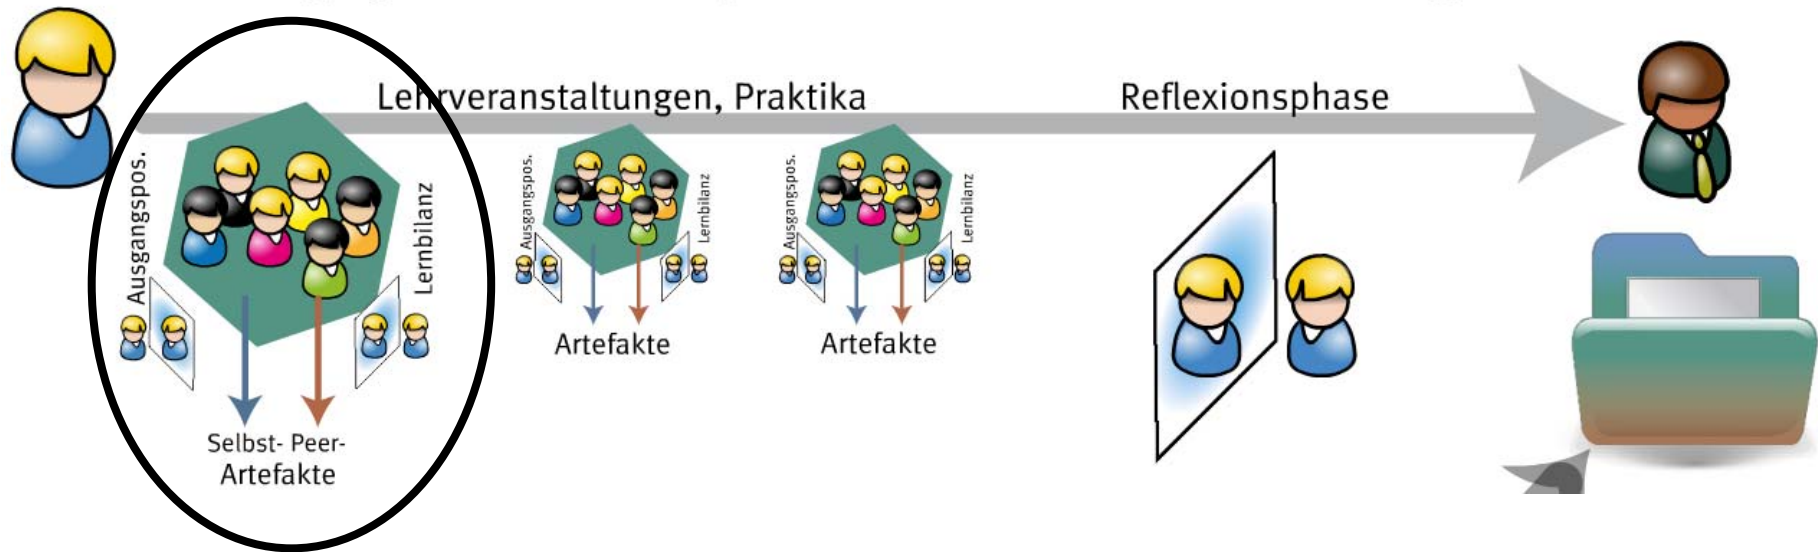 Lehrveranstaltungen, Praktika
Reflexionsphase
Ausgangspos.
Lernbilanz
Selbst- Peer-
Artefakte
Ausgangspos.
Lernbilanz
Artefakte
Ausgangspos.
Lernbilanz
Artefakte